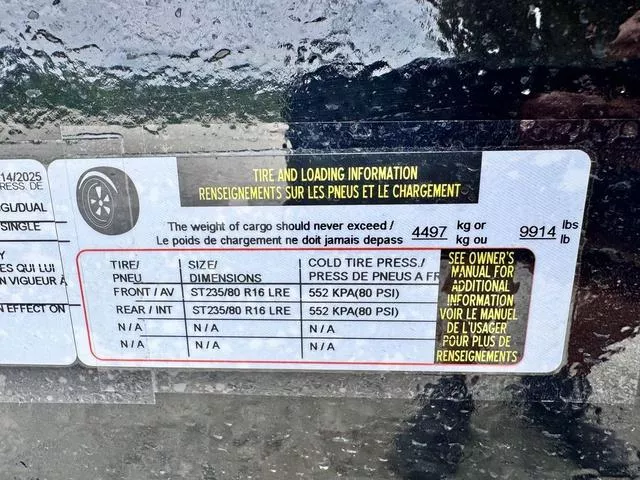 14/2025
RESS. DE
GL/DUAL
/SINGLE
Y
ES QUI LUI
EN VIGUEUR À
IN EFFECT ON
TIRE AND LOADING INFORMATION
RENSEIGNEMENTS SUR LES PNEUS ET LE CHARGEMENT
The weight of cargo should never exceed / 4497 kg or 9914 lbs
Le poids de chargement ne doit jamais depass kg ou lb
TIRE/ SIZE/ COLD TIRE PRESS./
PNEU DIMENSIONS PRESS DE PNEUS A FR
FRONT / AV ST235/80 R16 LRE 552 KPA(80 PSI)
REAR / INT ST235/80 R16 LRE 552 KPA(80 PSI)
N / A N / A N / A
N / A N / A N / A
SEE OWNER'S
MANUAL FOR
ADDITIONAL
INFORMATION
VOIR LE MANUEL
DE L'USAGER
POUR PLUS DE
RENSEIGNEMENTS